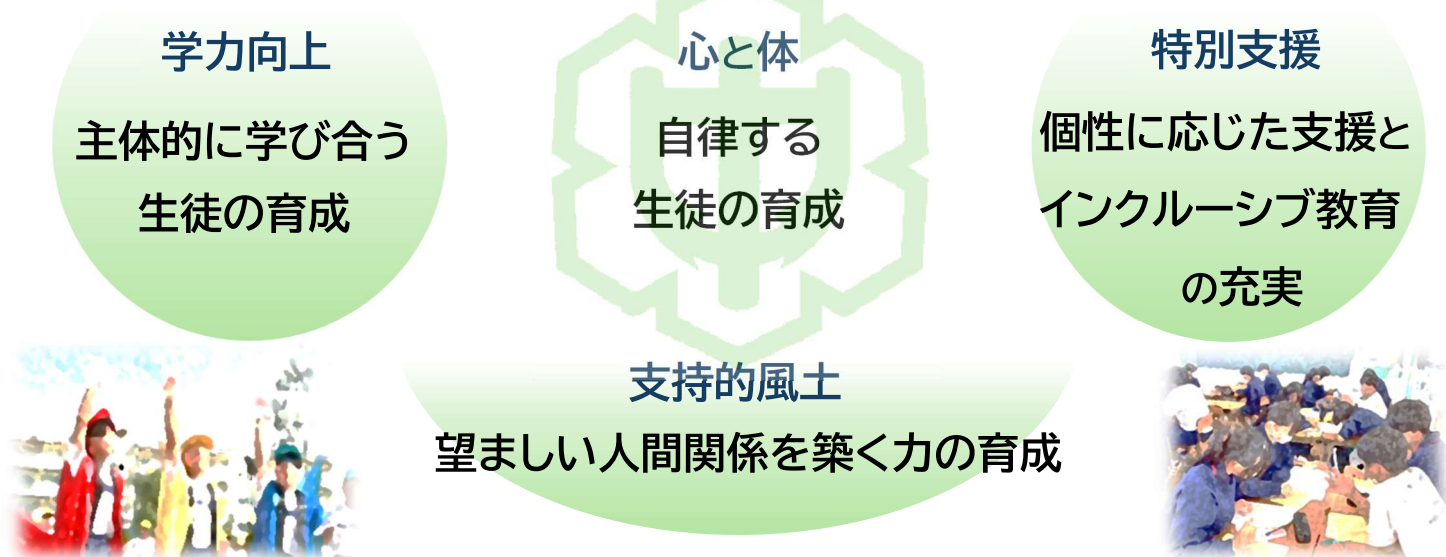 学力向上
主体的に学び合う
生徒の育成
心と体
自律する
生徒の育成
特別支援
個性に応じた支援と
インクルーシブ教育
の充実
支持的風土
望ましい人間関係を築く力の育成